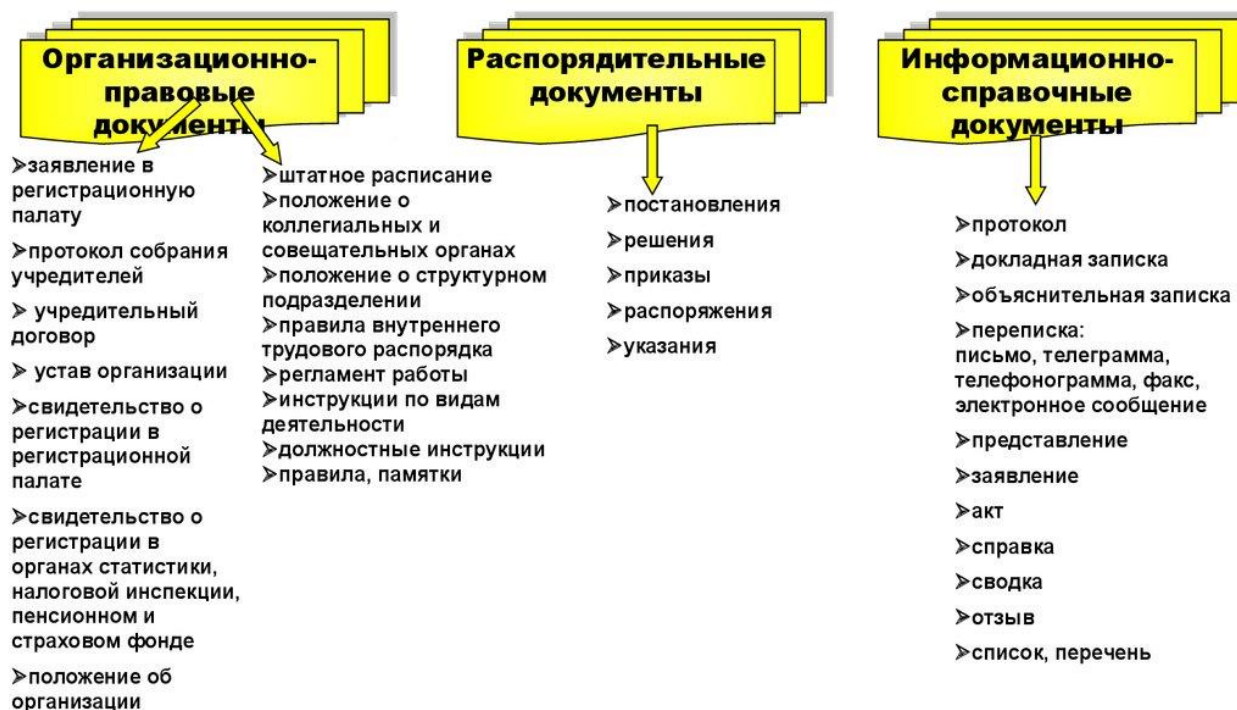 Организационно-
правовые
документы
➢заявление в
регистрационную
палату
➢протокол собрания
учредителей
➢ учредительный
договор
➢ устав организации
➢свидетельство о
регистрации в
регистрационной
палате
➢свидетельство о
регистрации в
органах статистики,
налоговой инспекции,
пенсионном и
страховом фонде
➢положение об
организации
➢штатное расписание
➢положение о
коллегиальных и
совещательных органах
➢положение о структурном
подразделении
➢правила внутреннего
трудового распорядка
➢регламент работы
➢инструкции по видам
деятельности
➢должностные инструкции
➢правила, памятки
Распорядительные
документы
➢постановления
➢решения
➢приказы
➢распоряжения
➢указания
Информационно-
справочные
документы
➢протокол
➢докладная записка
➢объяснительная записка
➢переписка:
письмо, телеграмма,
телефонограмма, факс,
электронное сообщение
➢представление
➢заявление
➢акт
➢справка
➢сводка
➢отзыв
➢список, перечень